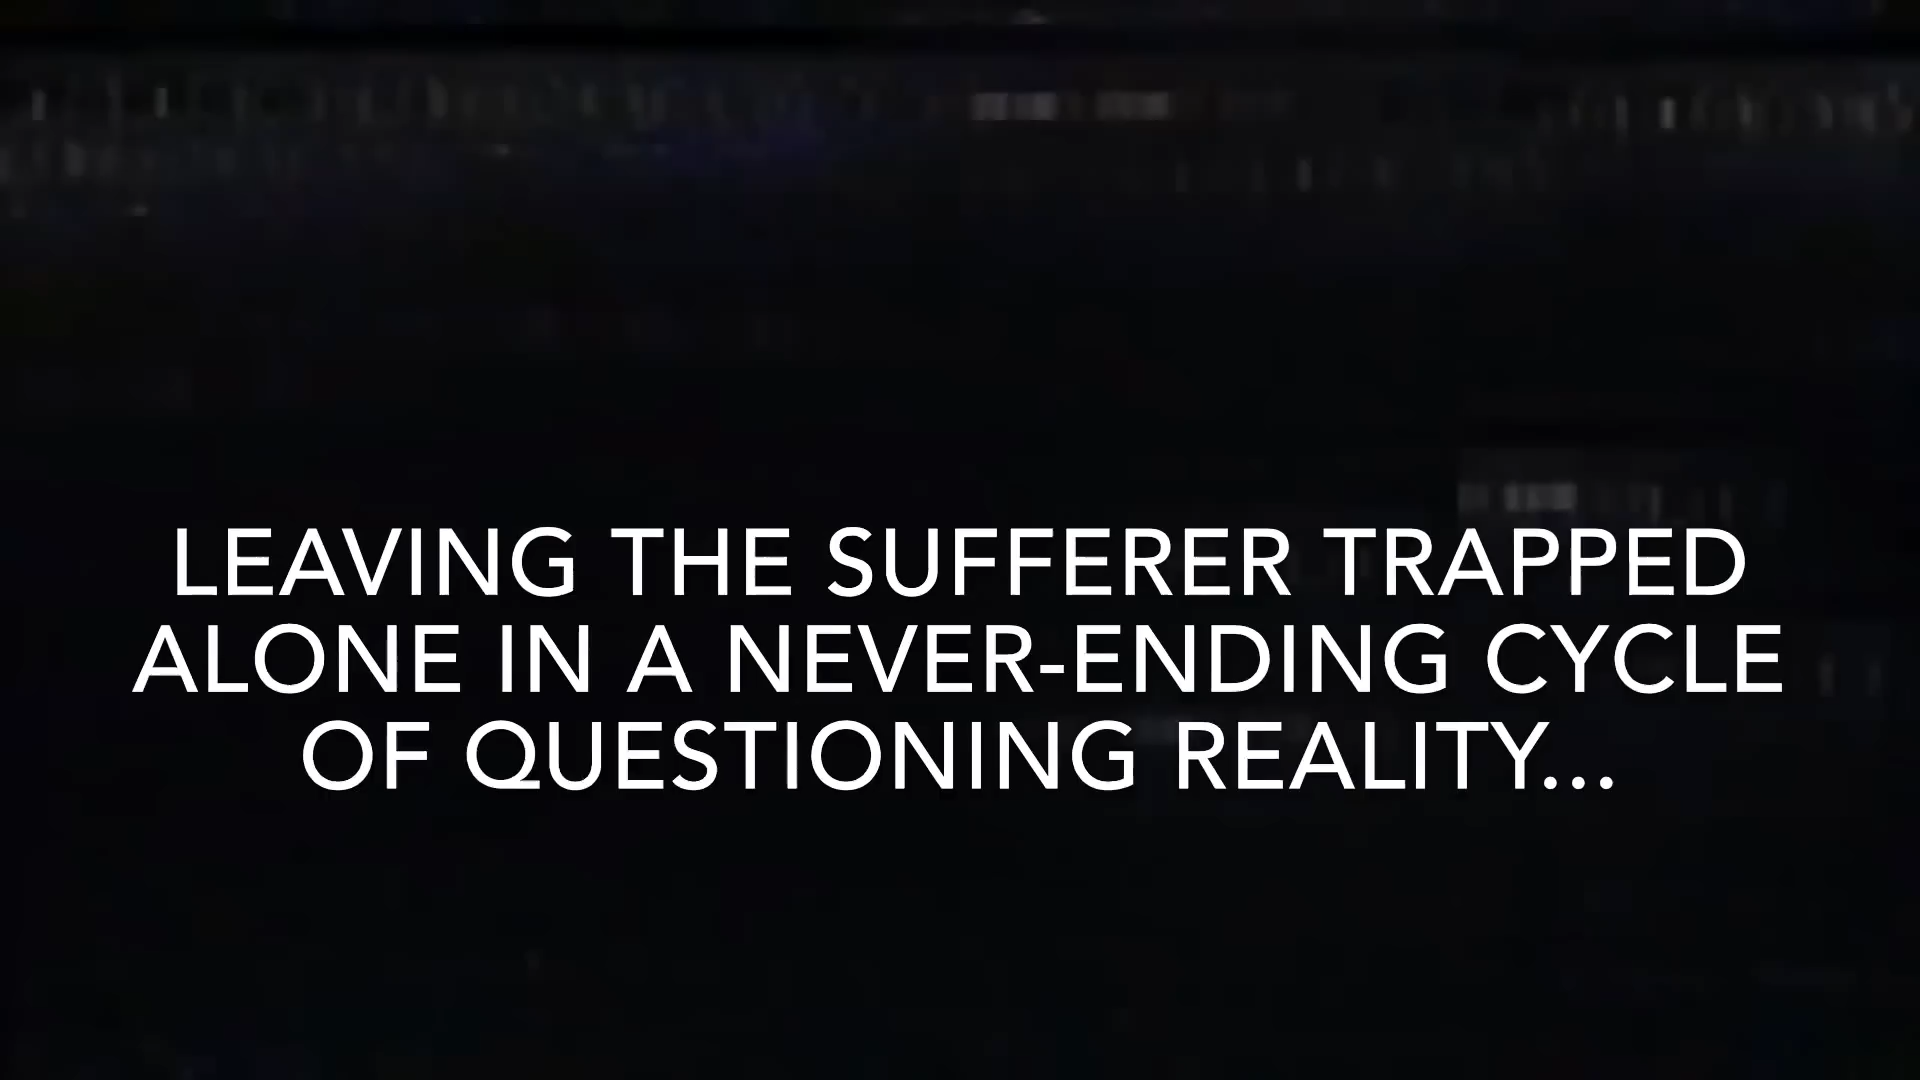 LEAVING THE SUFFERER TRAPPED
ALONE IN A NEVER-ENDING CYCLE
OF QUESTIONING REALITY...